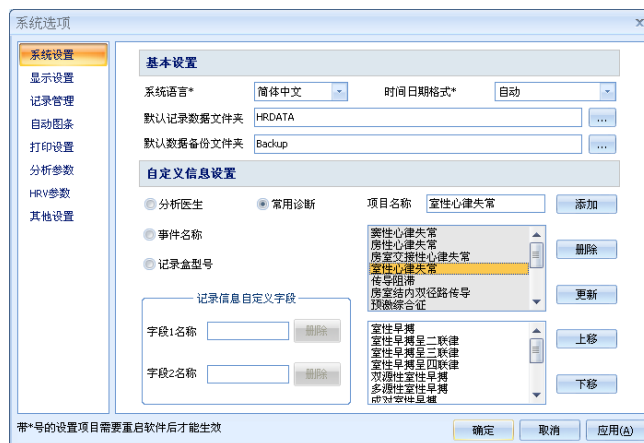 系统选项
系统设置
显示设置
记录管理
自动图条
打印设置
分析参数
HRV参数
其他设置
基本设置
系统语言* 简体中文 时间日期格式* 自动
默认记录数据文件夹 HRDATA ...
默认数据备份文件夹 Backup ...
自定义信息设置
分析医生 常用诊断 项目名称 室性心律失常 添加
事件名称
记录盒型号
窦性心律失常
房性心律失常
房室交接性心律失常
室性心律失常
传导阻滞
房室结内双径路传导
预激综合征
删除
更新
记录信息自定义字段
字段1名称 删除
字段2名称 删除
室性早搏
室性早搏呈二联律
室性早搏呈三联律
室性早搏呈四联律
双源性室性早搏
多源性室性早搏
成对室性早搏
上移
下移
带*号的设置项目需要重启软件后才能生效
确定 取消 应用(A)